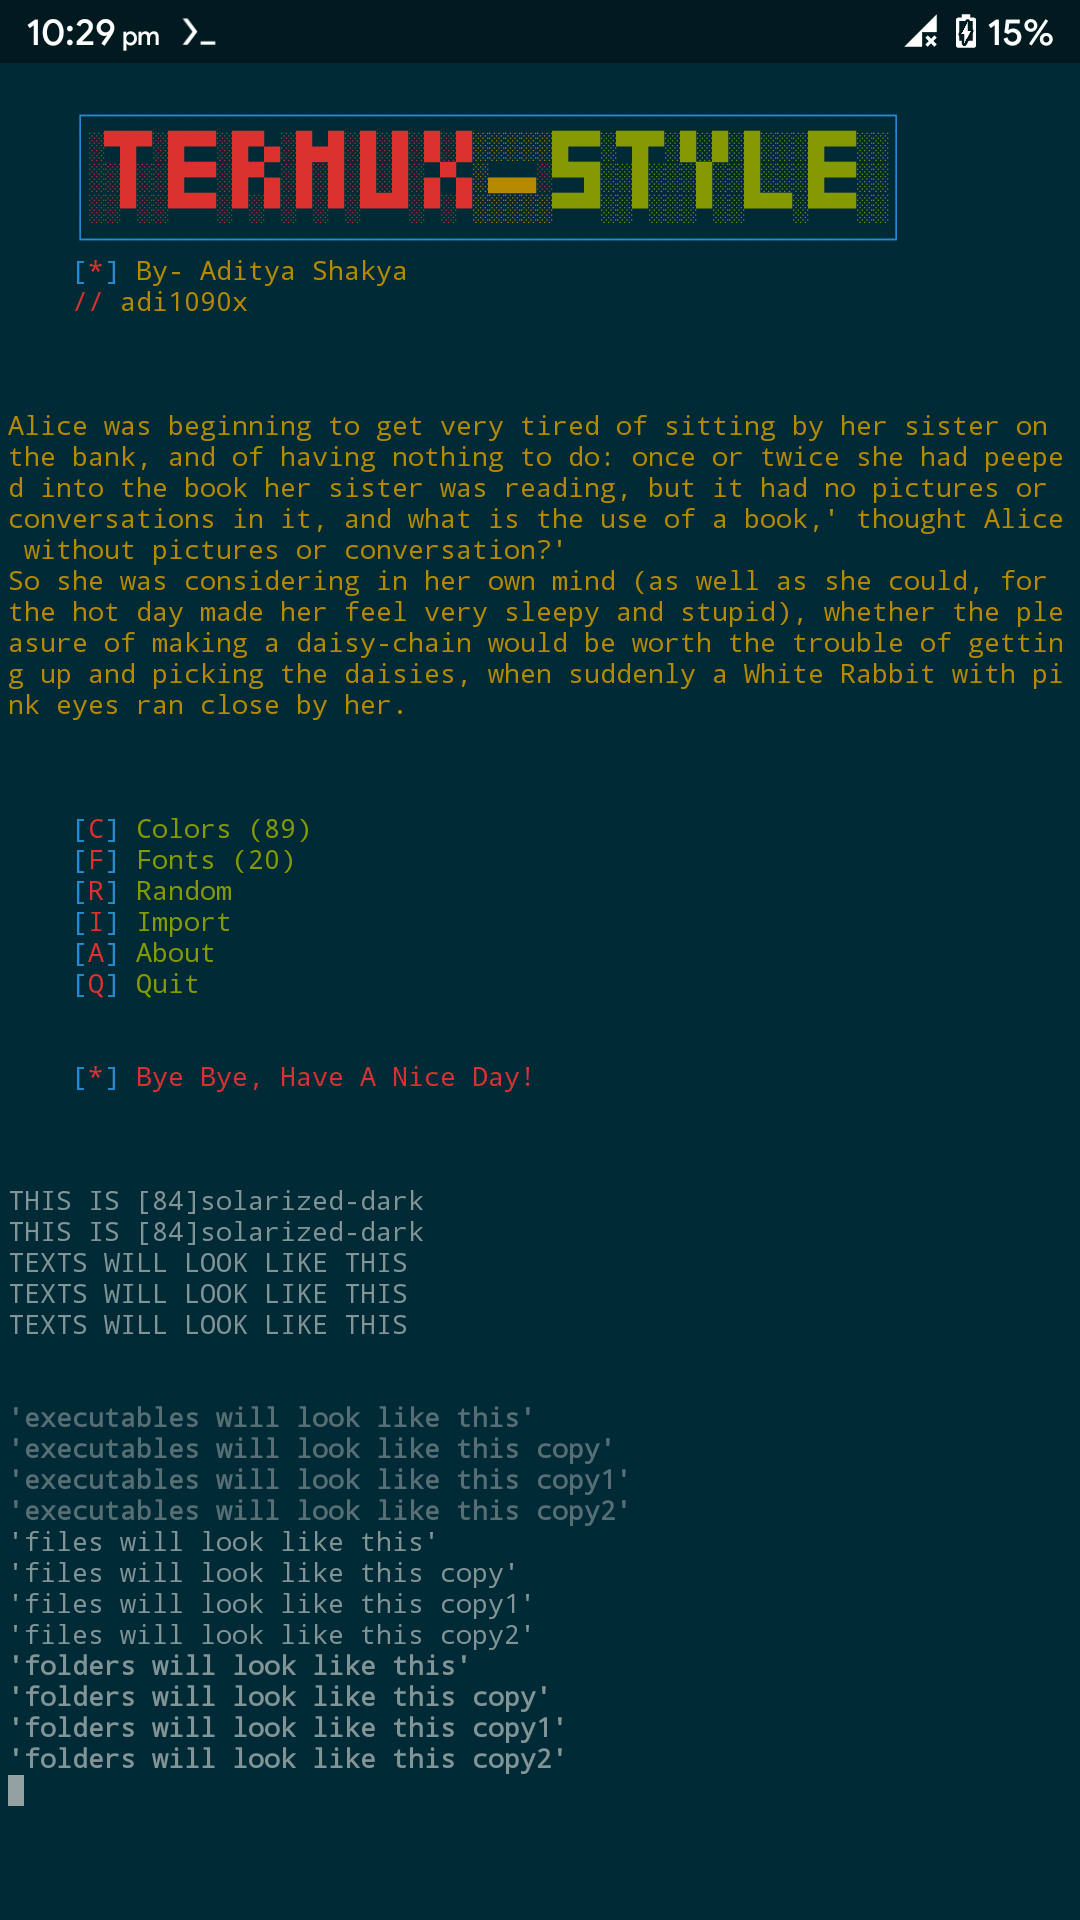 10:29 pm 15%
TERMUX-STYLE
[*] By- Aditya Shakya
// adi1090x
Alice was beginning to get very tired of sitting by her sister on
the bank, and of having nothing to do: once or twice she had peepe
d into the book her sister was reading, but it had no pictures or
conversations in it, and what is the use of a book,' thought Alice
without pictures or conversation?'
So she was considering in her own mind (as well as she could, for
the hot day made her feel very sleepy and stupid), whether the ple
asure of making a daisy-chain would be worth the trouble of gettin
g up and picking the daisies, when suddenly a White Rabbit with pi
nk eyes ran close by her.
[C] Colors (89)
[F] Fonts (20)
[R] Random
[I] Import
[A] About
[Q] Quit
[*] Bye Bye, Have A Nice Day!
THIS IS [84]solarized-dark
THIS IS [84]solarized-dark
TEXTS WILL LOOK LIKE THIS
TEXTS WILL LOOK LIKE THIS
TEXTS WILL LOOK LIKE THIS
'executables will look like this'
'executables will look like this copy'
'executables will look like this copy1'
'executables will look like this copy2'
'files will look like this'
'files will look like this copy'
'files will look like this copy1'
'files will look like this copy2'
'folders will look like this'
'folders will look like this copy'
'folders will look like this copy1'
'folders will look like this copy2'